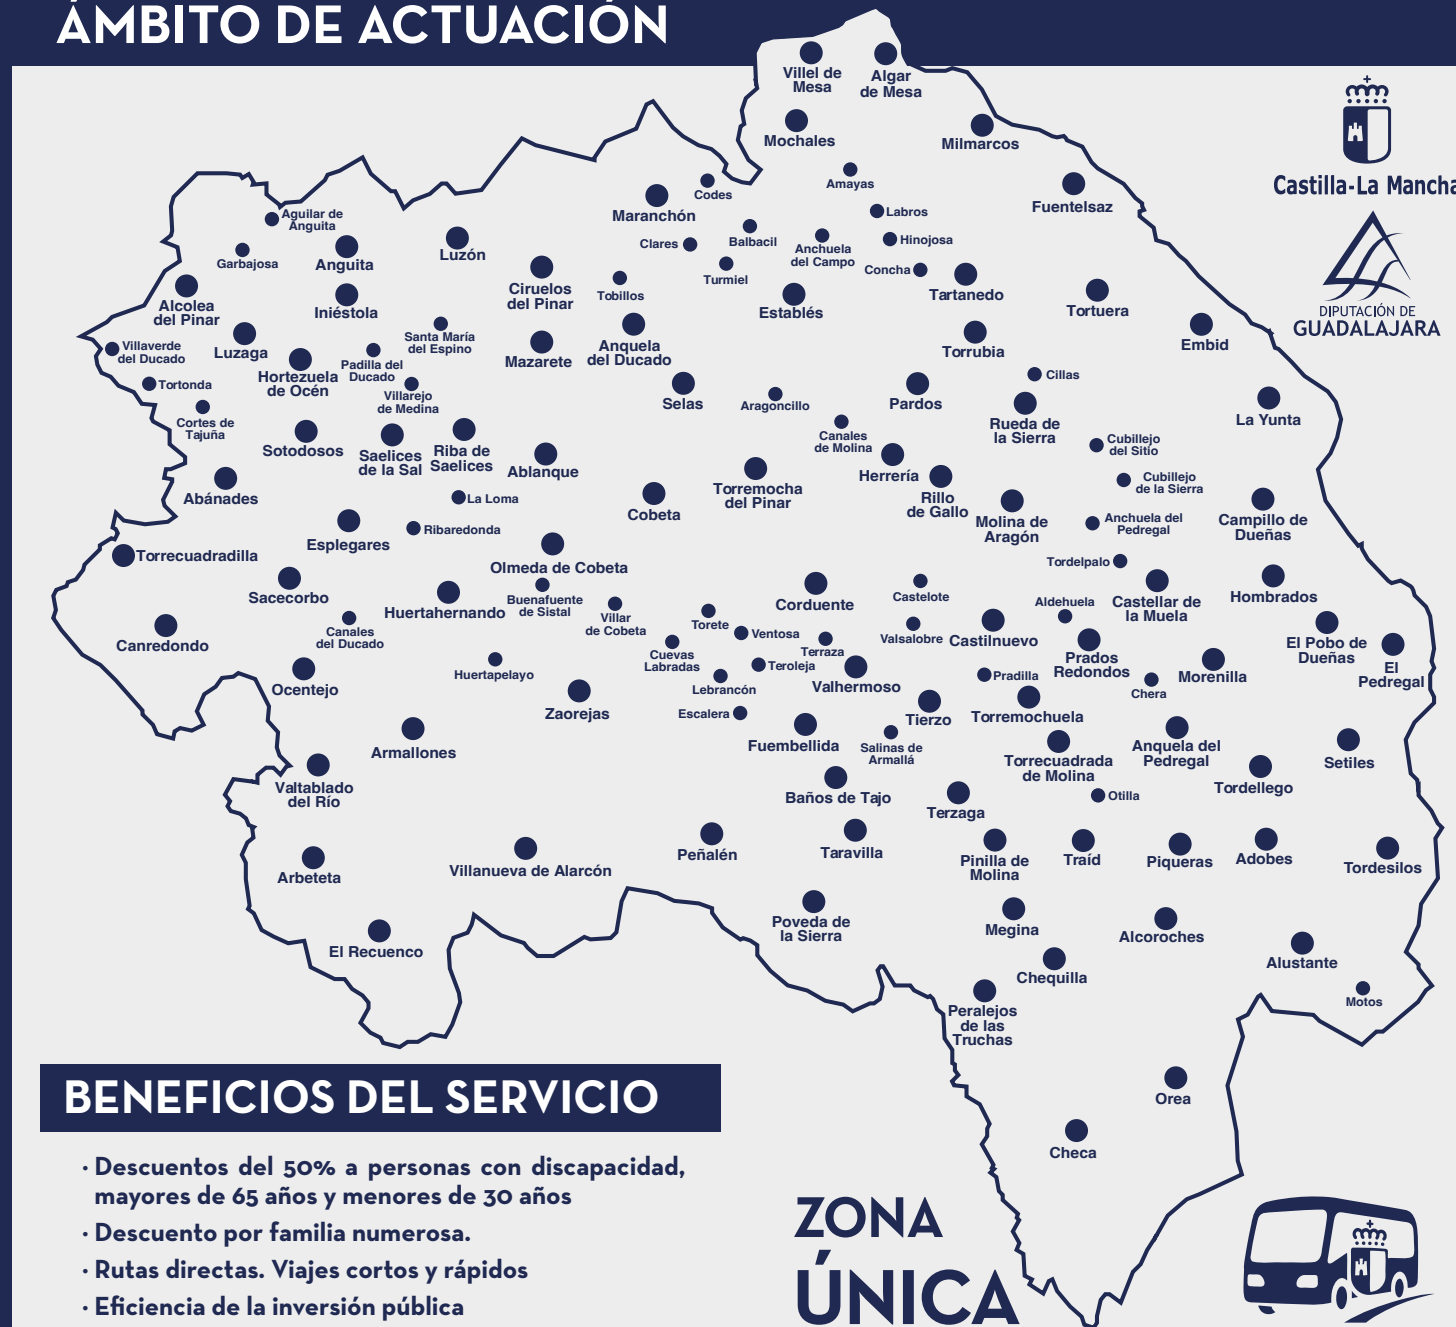 ÁMBITO DE ACTUACIÓN
Villel de
Mesa
Algar
de Mesa
Mochales
Milmarcos
Castilla-La Mancha
Amayas
Codes
Maranchón
Fuentelsaz
Labros
Aguilar de
Anguita
Garbajosa
Anguita
Luzón
Clares
Balbacil
Anchuela
del Campo
Hinojosa
Turmiel
Concha
Tartanedo
Alcolea
del Pinar
Iniéstola
Ciruelos
del Pinar
Tobillos
Establés
Tortuera
DIPUTACIÓN DE
GUADALAJARA
Villaverde
del Ducado
Luzaga
Santa María
del Espino
Mazarete
Anquela
del Ducado
Torrubia
Embid
Hortezuela
de Océn
Padilla del
Ducado
Tortonda
Villarejo
de Medina
Selas
Aragoncillo
Pardos
Cillas
Rueda de
la Sierra
La Yunta
Cortes de
Tajuña
Sotodosos
Saelices
de la Sal
Riba de
Saelices
Ablanque
Canales
de Molina
Herrería
Cubillejo
del Sitio
Cubillejo
de la Sierra
Abánades
La Loma
Cobeta
Torremocha
del Pinar
Rillo
de Gallo
Molina de
Aragón
Anchuela del
Pedregal
Campillo de
Dueñas
Esplegares
Ribaredonda
Torrecuadradilla
Olmeda de Cobeta
Tordelpalo
Sacecorbo
Huertahernando
Buenafuente
de Sistal
Corduente
Castelote
Castellar de
la Muela
Hombrados
Canredondo
Canales
del Ducado
Villar
de Cobeta
Torete
Ventosa
Terraza
Valsalobre
Castilnuevo
Aldehuela
Prados
Redondos
El Pobo de
Dueñas
El
Pedregal
Cuevas
Labradas
Teroleja
Huertapelayo
Lebrancón
Valhermoso
Pradilla
Chera
Morenilla
Ocentejo
Zaorejas
Escalera
Tierzo
Torremochuela
Armallones
Fuembellida
Salinas de
Armallá
Torrecuadrada
de Molina
Anquela del
Pedregal
Setiles
Valtablado
del Río
Baños de Tajo
Terzaga
Otilla
Tordellego
Arbeteta
Villanueva de Alarcón
Peñalén
Taravilla
Pinilla de
Molina
Traíd
Piqueras
Adobes
Tordesilos
El Recuenco
Poveda de
la Sierra
Megina
Alcoroches
Alustante
Chequilla
Motos
Peralejos
de las
Truchas
Orea
Checa
BENEFICIOS DEL SERVICIO
· Descuentos del 50% a personas con discapacidad,
mayores de 65 años y menores de 30 años
· Descuento por familia numerosa.
· Rutas directas. Viajes cortos y rápidos
· Eficiencia de la inversión pública
ZONA
ÚNICA